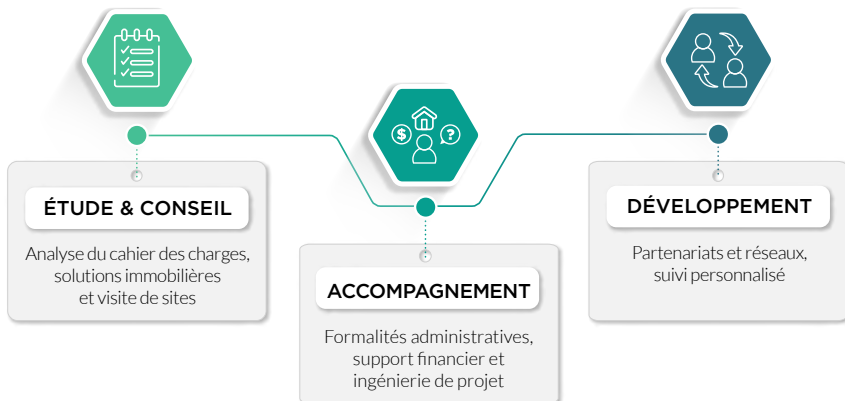 ÉTUDE & CONSEIL
Analyse du cahier des charges,
solutions immobilières
et visite de sites
$
?
ACCOMPAGNEMENT
Formalités administratives,
support financier et
ingénierie de projet
DÉVELOPPEMENT
Partenariats et réseaux,
suivi personnalisé